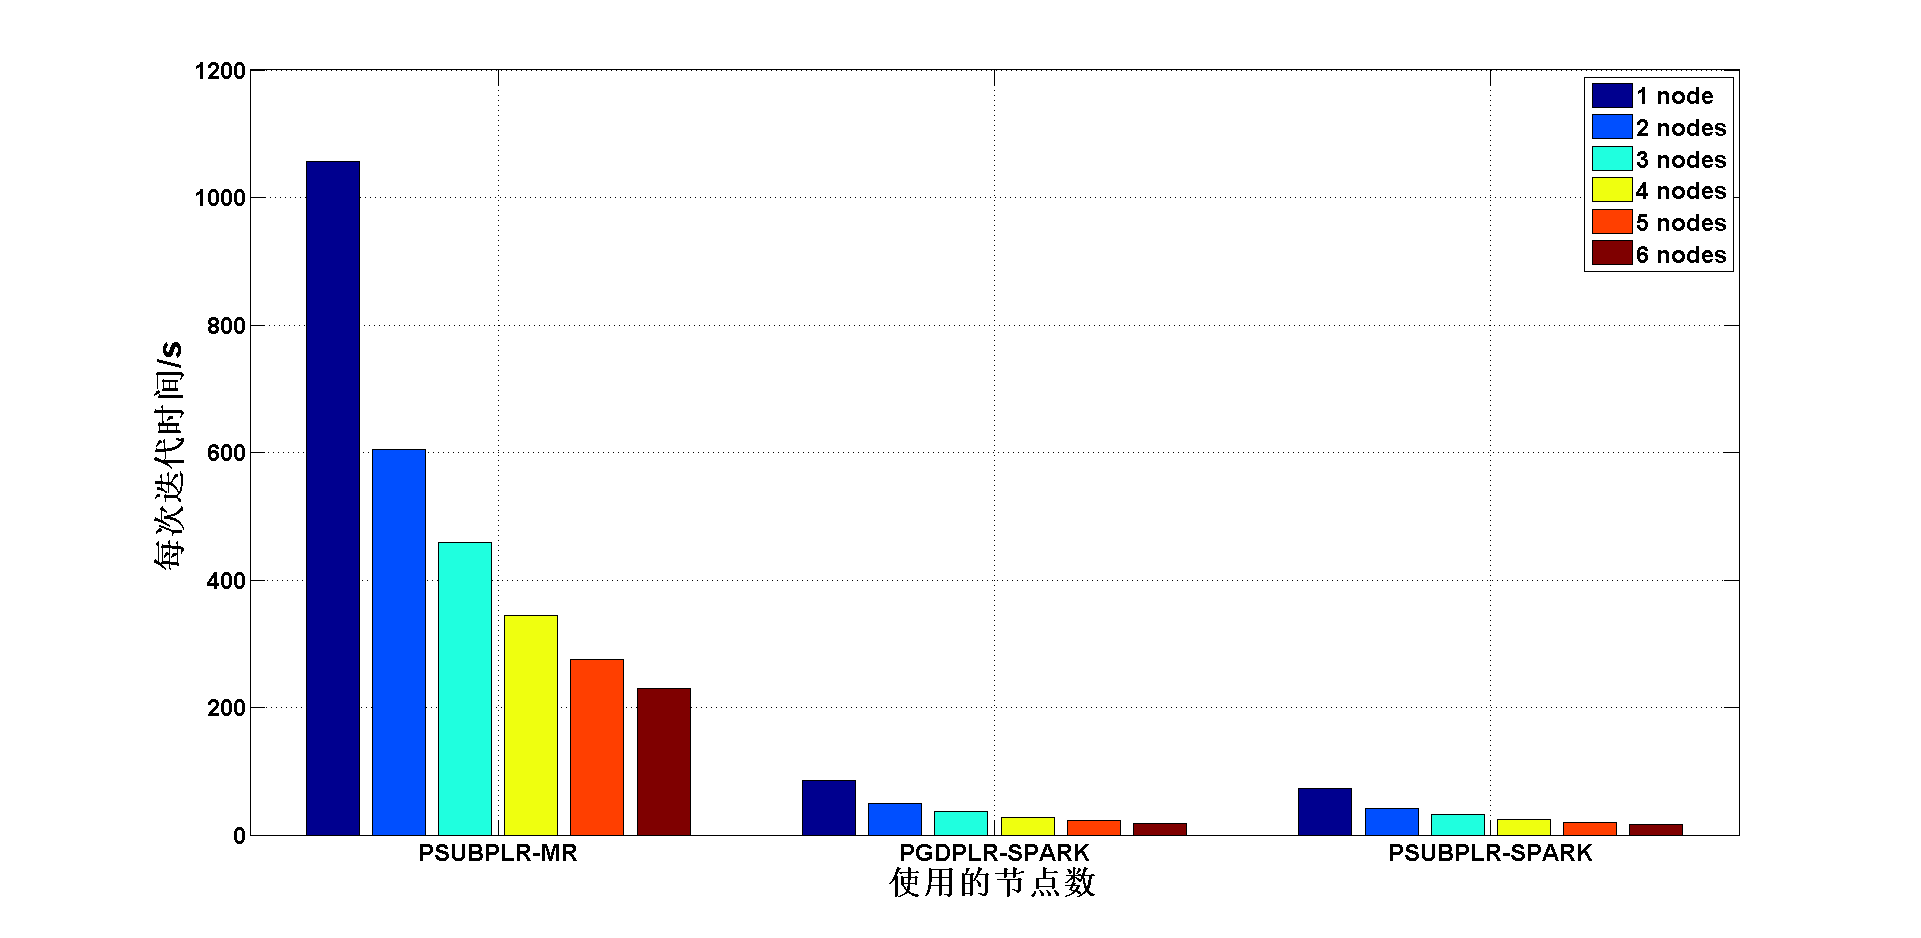 1200
1000
800
600
400
200
0
每次迭代时间/s
1 node
2 nodes
3 nodes
4 nodes
5 nodes
6 nodes
PSUBPLR-MR
PGDPLR-SPARK
PSUBPLR-SPARK
使用的节点数